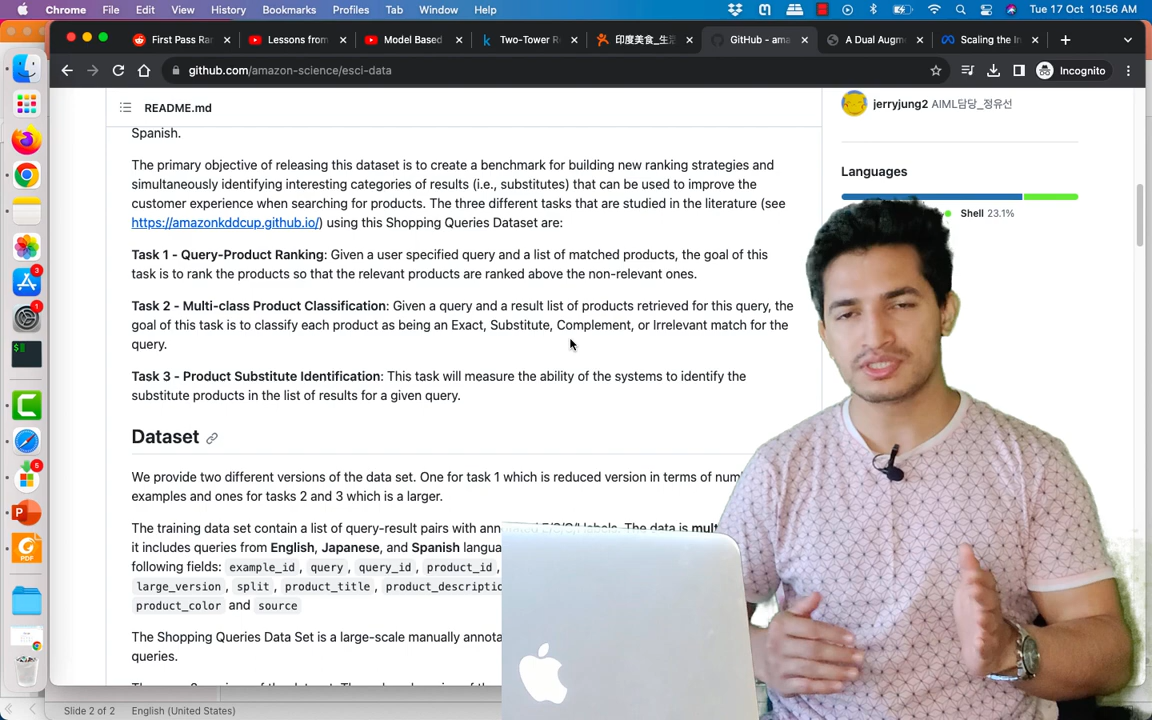 Chrome File Edit View History Bookmarks Profiles Tab Window Help Tue 17 Oct 10:56 AM
First Pass Ra Lessons from Model Based Two-Tower R 印度美食_生活 GitHub - ama A Dual Augm Scaling the In
github.com/amazon-science/esci-data Incognito
README.md
jerryjung2 AIML담당_정유선
Spanish.
The primary objective of releasing this dataset is to create a benchmark for building new ranking strategies and
simultaneously identifying interesting categories of results (i.e., substitutes) that can be used to improve the
customer experience when searching for products. The three different tasks that are studied in the literature (see
https://amazonkddcup.github.io/) using this Shopping Queries Dataset are:
Languages
Shell 23.1%
Task 1 - Query-Product Ranking: Given a user specified query and a list of matched products, the goal of this
task is to rank the products so that the relevant products are ranked above the non-relevant ones.
Task 2 - Multi-class Product Classification: Given a query and a result list of products retrieved for this query, the
goal of this task is to classify each product as being an Exact, Substitute, Complement, or Irrelevant match for the
query.
Task 3 - Product Substitute Identification: This task will measure the ability of the systems to identify the
substitute products in the list of results for a given query.
Dataset
We provide two different versions of the data set. One for task 1 which is reduced version in terms of num
examples and ones for tasks 2 and 3 which is a larger.
The training data set contain a list of query-result pairs with annotated E/S/C/I labels. The data is mult
it includes queries from English, Japanese, and Spanish langua
following fields: example_id, query, query_id, product_id,
large_version, split, product_title, product_descriptio
product_color and source
The Shopping Queries Data Set is a large-scale manually annota
queries.
Slide 2 of 2 English (United States)